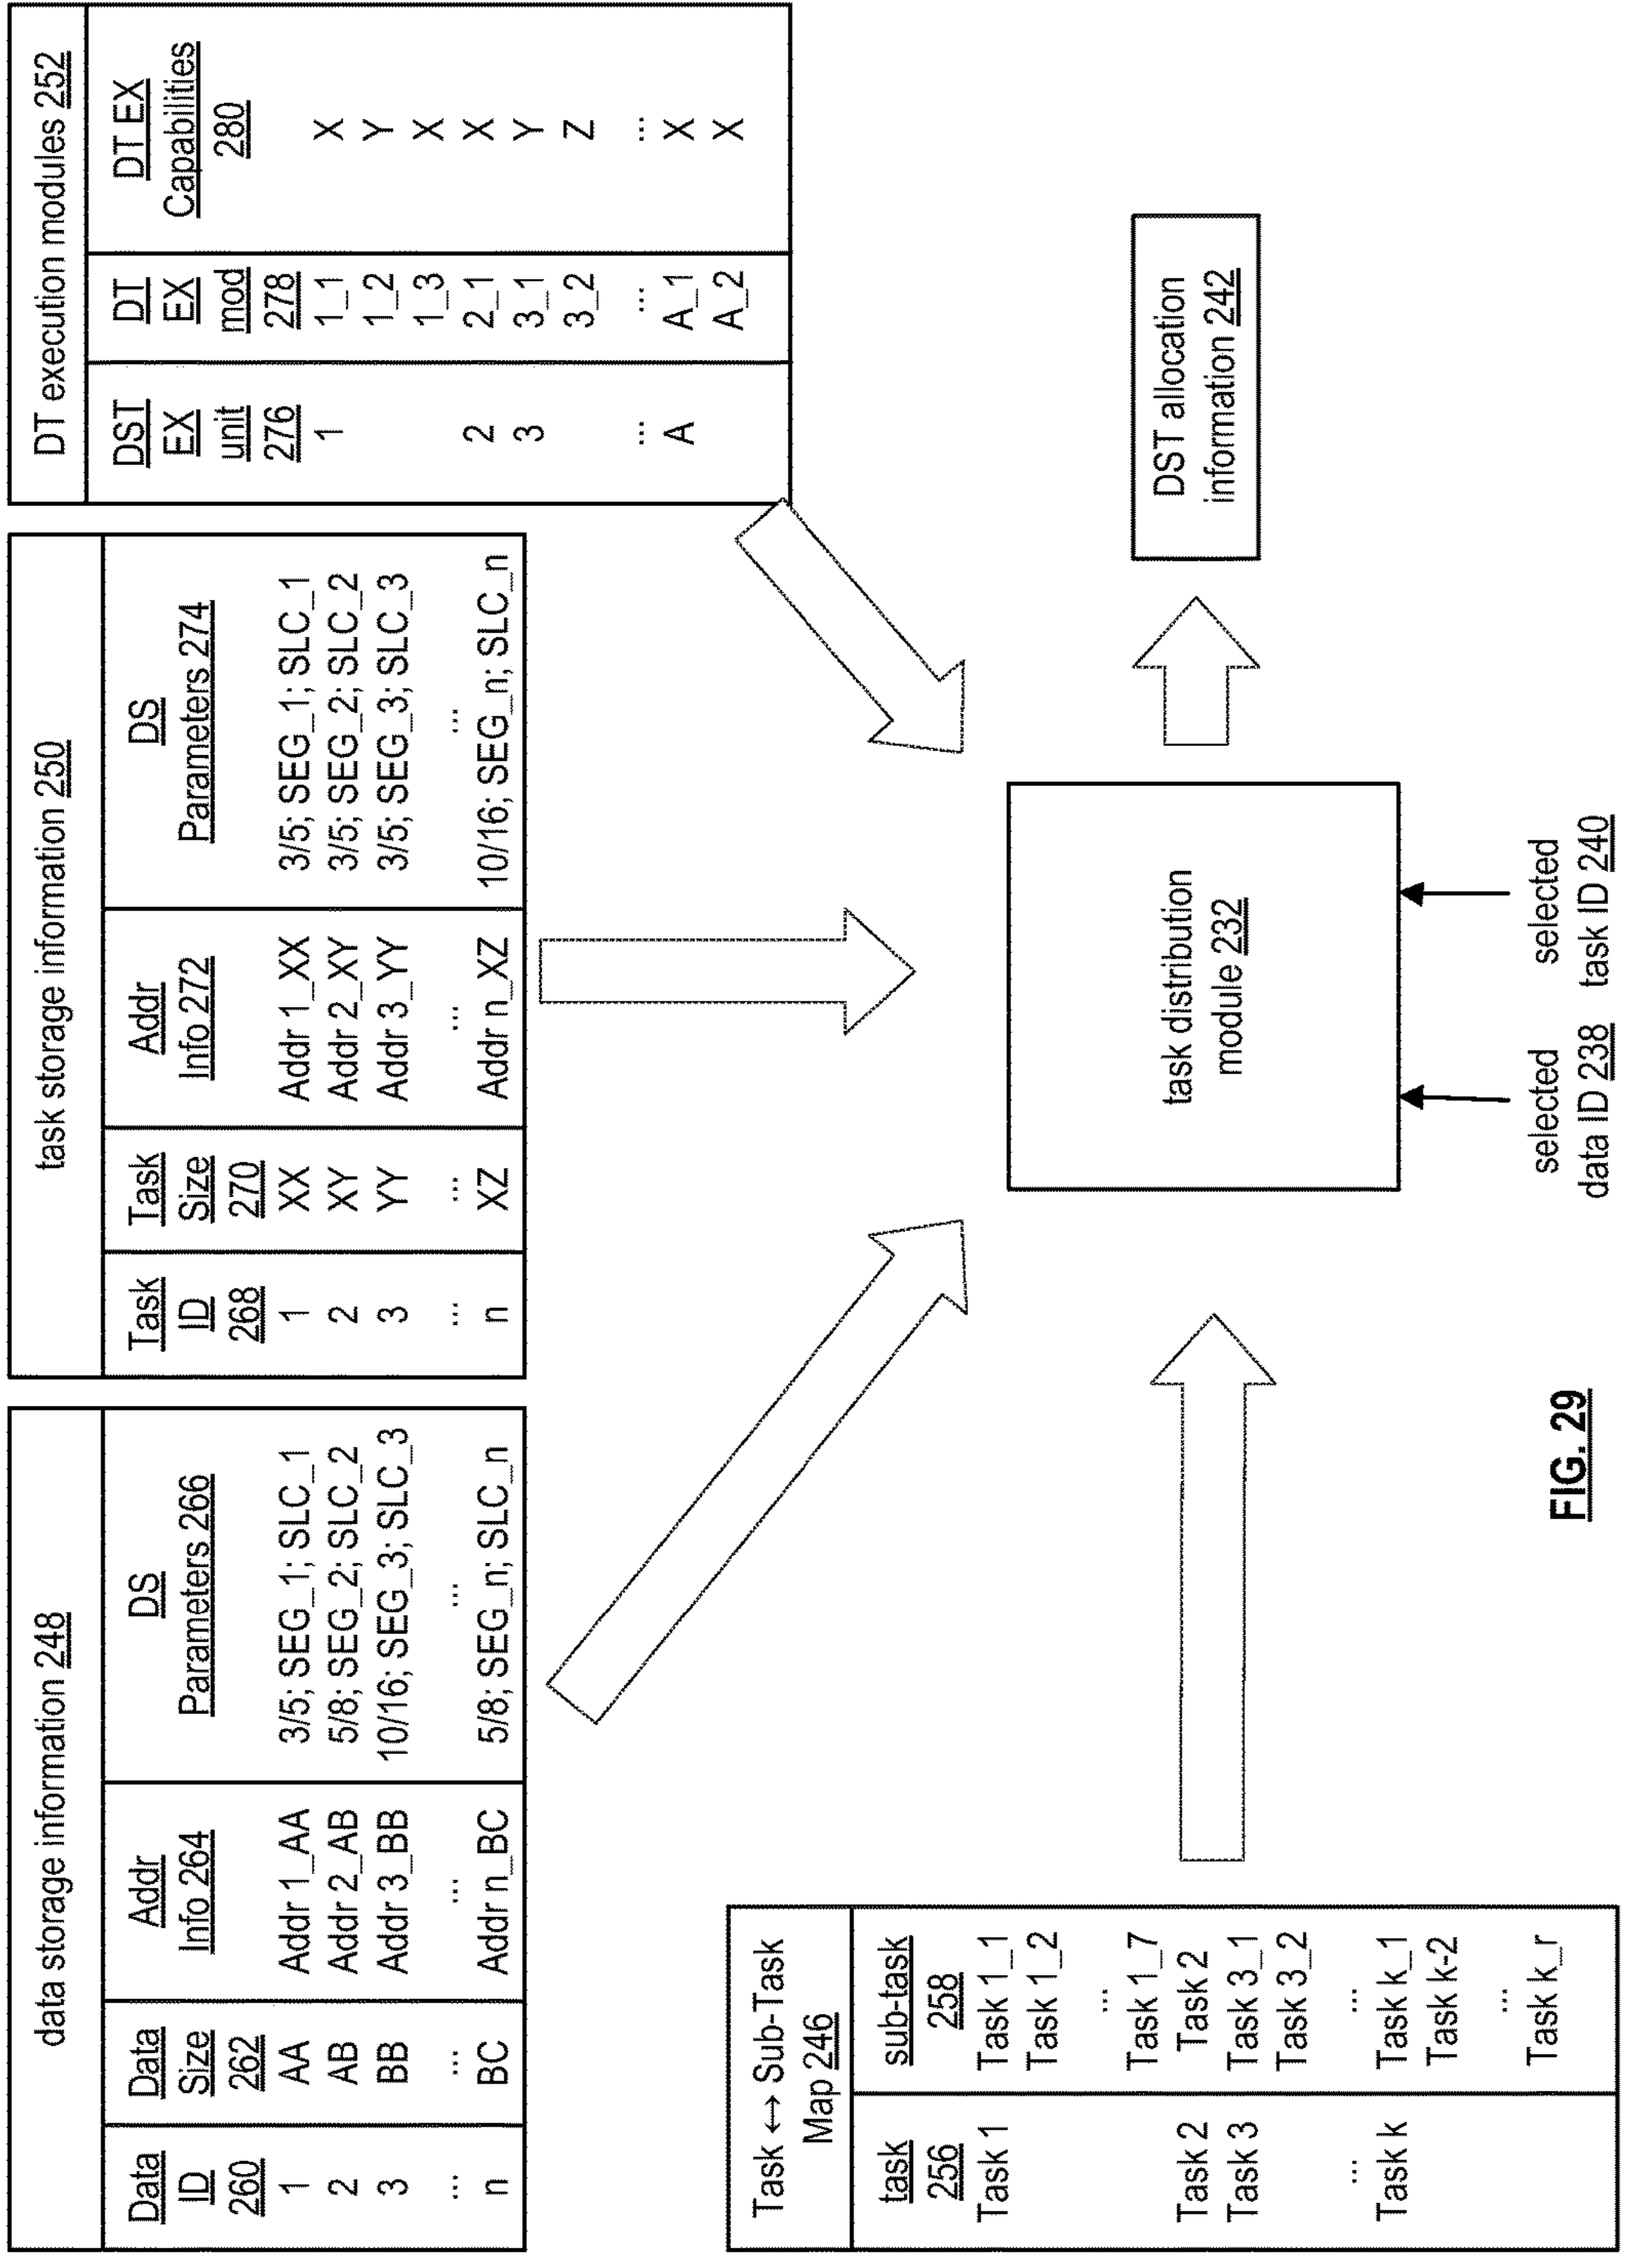 data storage information 248
Data ID 260 Data Size 262 Addr Info 264 DS Parameters 266
1 AA Addr 1_AA 3/5; SEG_1; SLC_1
2 AB Addr 2_AB 5/8; SEG_2; SLC_2
3 BB Addr 3_BB 10/16; SEG_3; SLC_3
... ... ... ...
n BC Addr n_BC 5/8; SEG_n; SLC_n
task storage information 250
Task ID 268 Task Size 270 Addr Info 272 DS Parameters 274
1 XX Addr 1_XX 3/5; SEG_1; SLC_1
2 XY Addr 2_XY 3/5; SEG_2; SLC_2
3 YY Addr 3_YY 3/5; SEG_3; SLC_3
... ... ... ...
n XZ Addr n_XZ 10/16; SEG_n; SLC_n
DT execution modules 252
DST EX unit 276 DT EX mod 278 DT EX Capabilities 280
1 1_1 X
1_2 Y
1_3 X
2 2_1 X
3 3_1 Y
3_2 Z
... ... ...
A A_1 X
A_2 X
Task ↔ Sub-Task
Map 246
task 256 sub-task 258
Task 1 Task 1_1
Task 1_2
...
Task 1_7
Task 2 Task 2
Task 3 Task 3_1
Task 3_2
... ...
Task k Task k_1
Task k-2
...
Task k_r
task distribution
module 232
selected
data ID 238
selected
task ID 240
DST allocation
information 242
FIG. 29